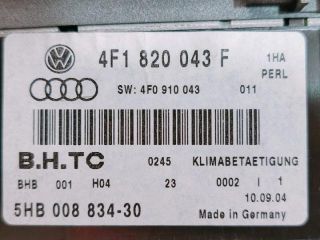 4F1 820 043 F
1HA
PERL
SW: 4F0 910 043 011
B.H.TC 0245 KLIMABETAETIGUNG
BHB 001 H04 23 0002 I 1
5HB 008 834-30
10.09.04
Made in Germany